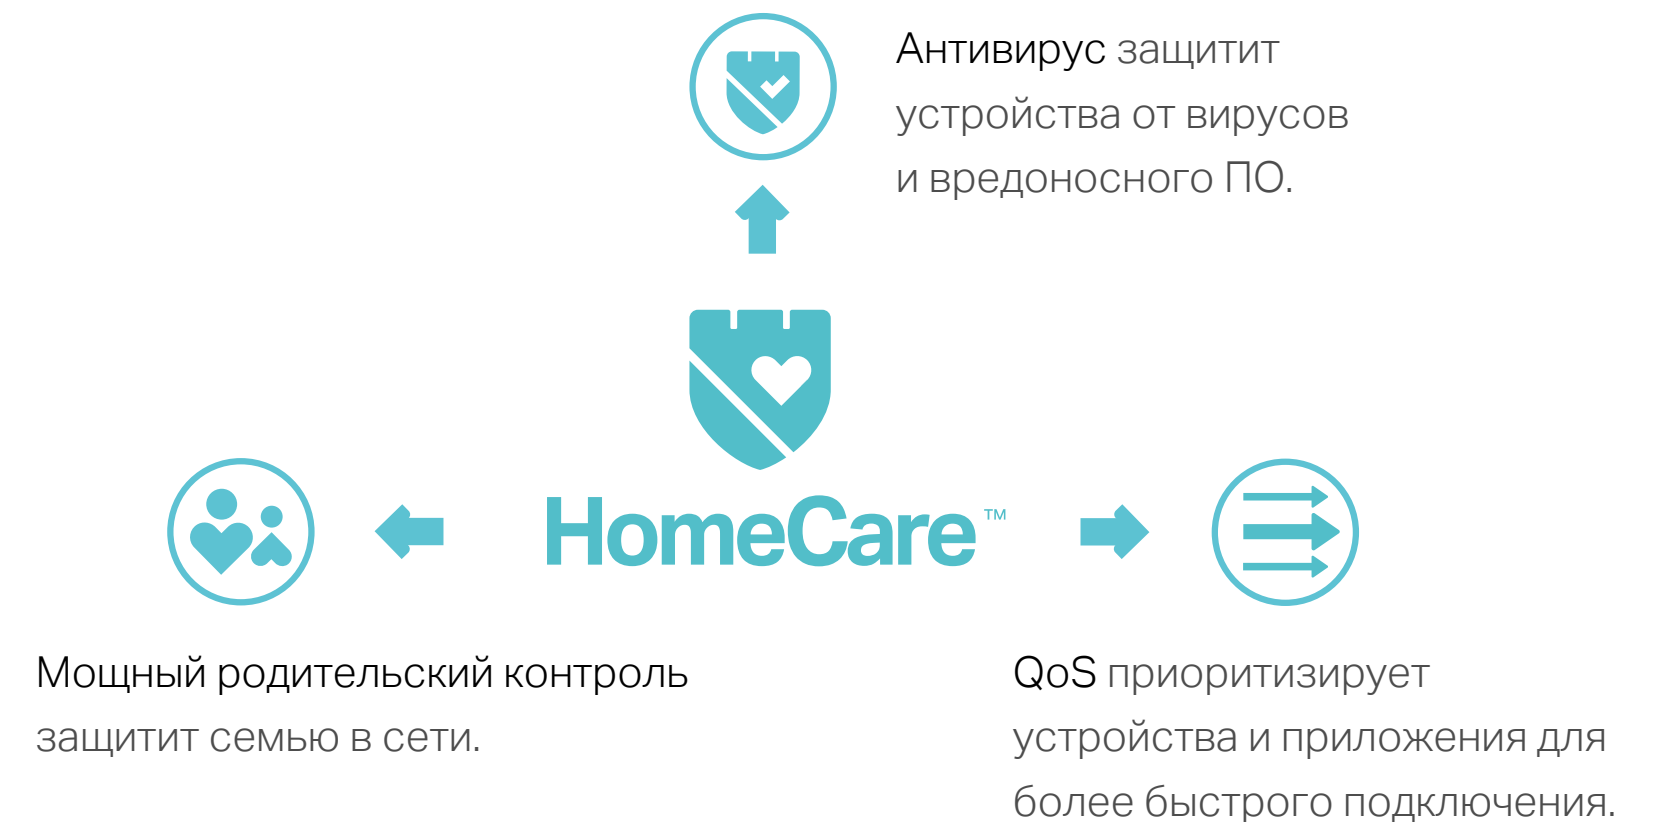 Антивирус защитит
устройства от вирусов
и вредоносного ПО.
HomeCare™
Мощный родительский контроль
защитит семью в сети.
QoS приоритизирует
устройства и приложения для
более быстрого подключения.